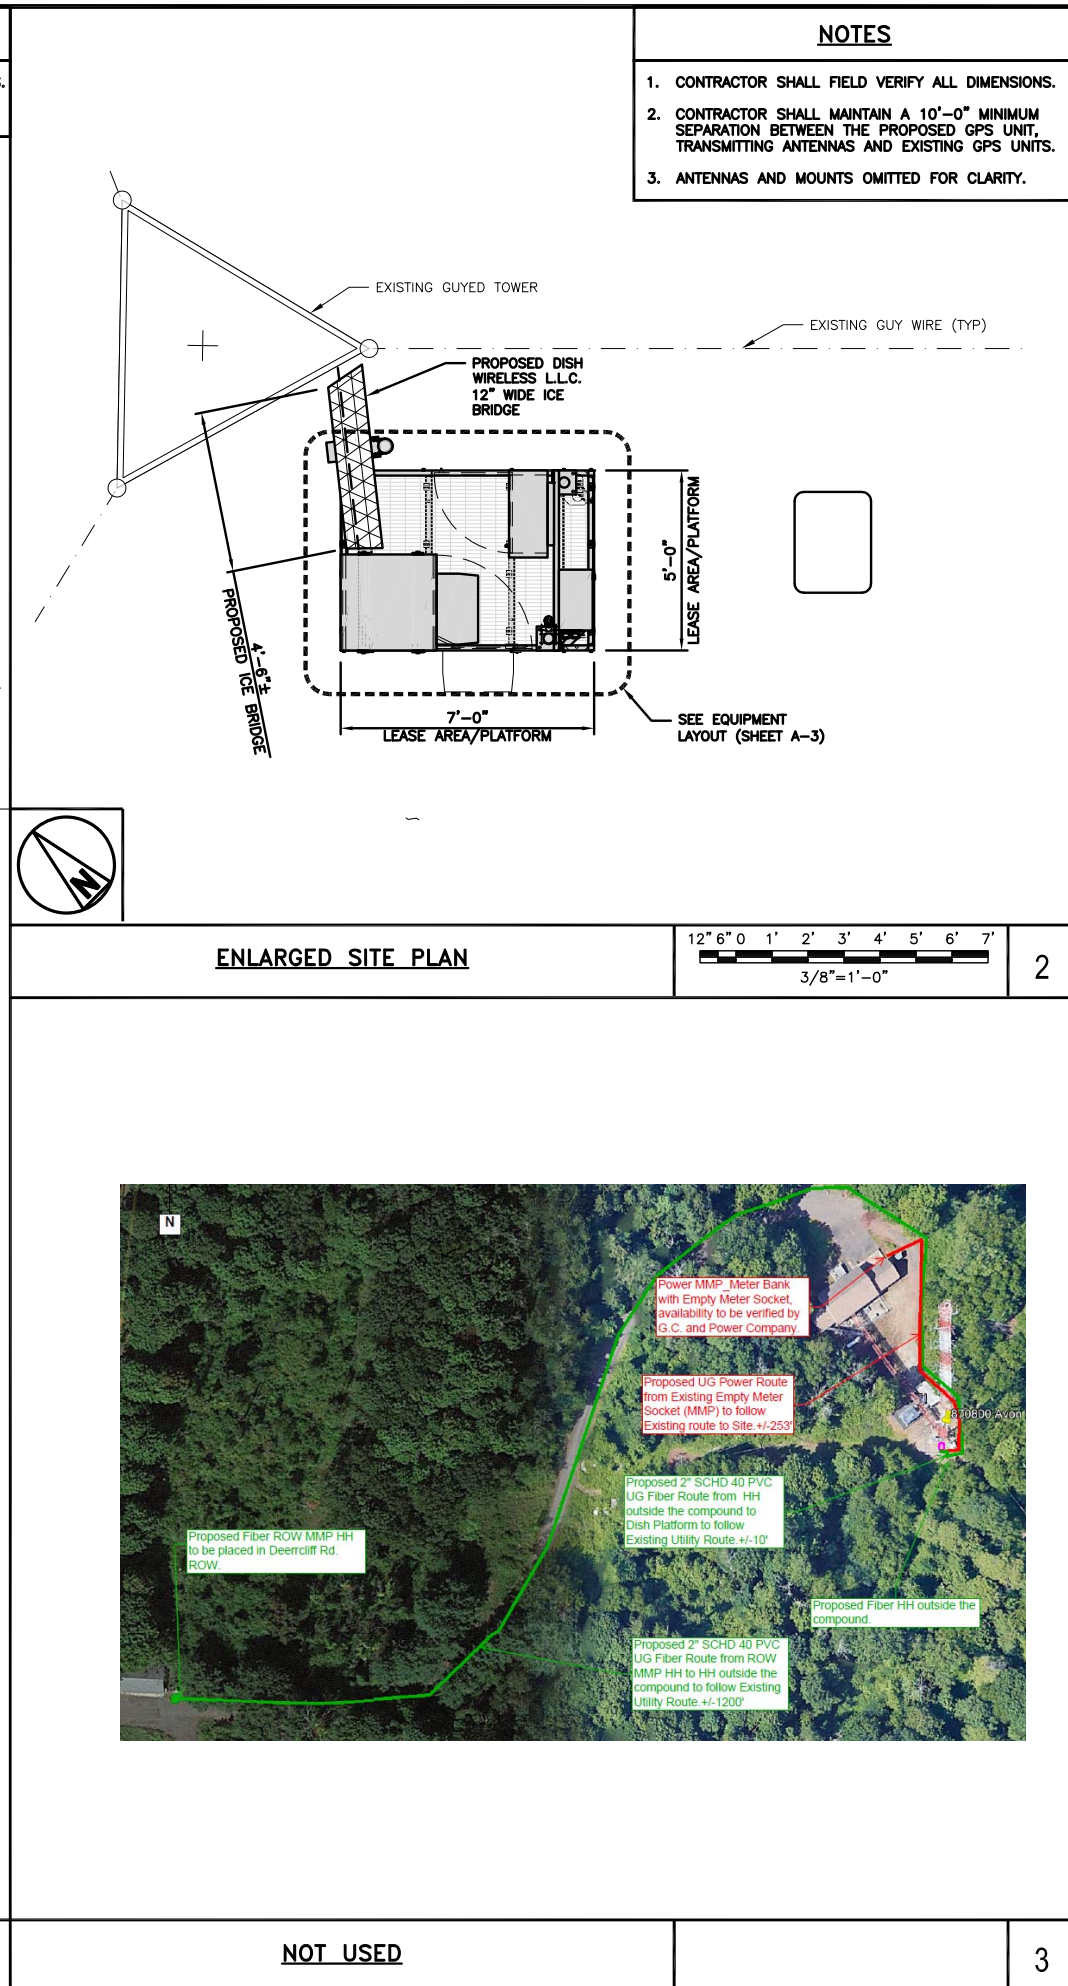 NOTES
1. CONTRACTOR SHALL FIELD VERIFY ALL DIMENSIONS.
2. CONTRACTOR SHALL MAINTAIN A 10'-0" MINIMUM
SEPARATION BETWEEN THE PROPOSED GPS UNIT,
TRANSMITTING ANTENNAS AND EXISTING GPS UNITS.
3. ANTENNAS AND MOUNTS OMITTED FOR CLARITY.
EXISTING GUYED TOWER
EXISTING GUY WIRE (TYP)
PROPOSED DISH
WIRELESS L.L.C.
12" WIDE ICE
BRIDGE
5'-0"
LEASE AREA/PLATFORM
4'-6"±
PROPOSED ICE BRIDGE
7'-0"
LEASE AREA/PLATFORM
SEE EQUIPMENT
LAYOUT (SHEET A-3)
N
ENLARGED SITE PLAN
12" 6" 0 1' 2' 3' 4' 5' 6' 7'
3/8"=1'-0"
2
N
Power MMP_Meter Bank
with Empty Meter Socket,
availability to be verified by
G.C. and Power Company.
Proposed UG Power Route
from Existing Empty Meter
Socket (MMP) to follow
Existing route to Site.+/-253'
870800 Avon
Proposed 2" SCHD 40 PVC
UG Fiber Route from HH
outside the compound to
Dish Platform to follow
Existing Utility Route.+/-10'
Proposed Fiber ROW MMP HH
to be placed in Deerrcliff Rd.
ROW.
Proposed Fiber HH outside the
compound.
Proposed 2" SCHD 40 PVC
UG Fiber Route from ROW
MMP HH to HH outside the
compound to follow Existing
Utility Route.+/-1200'
NOT USED
3